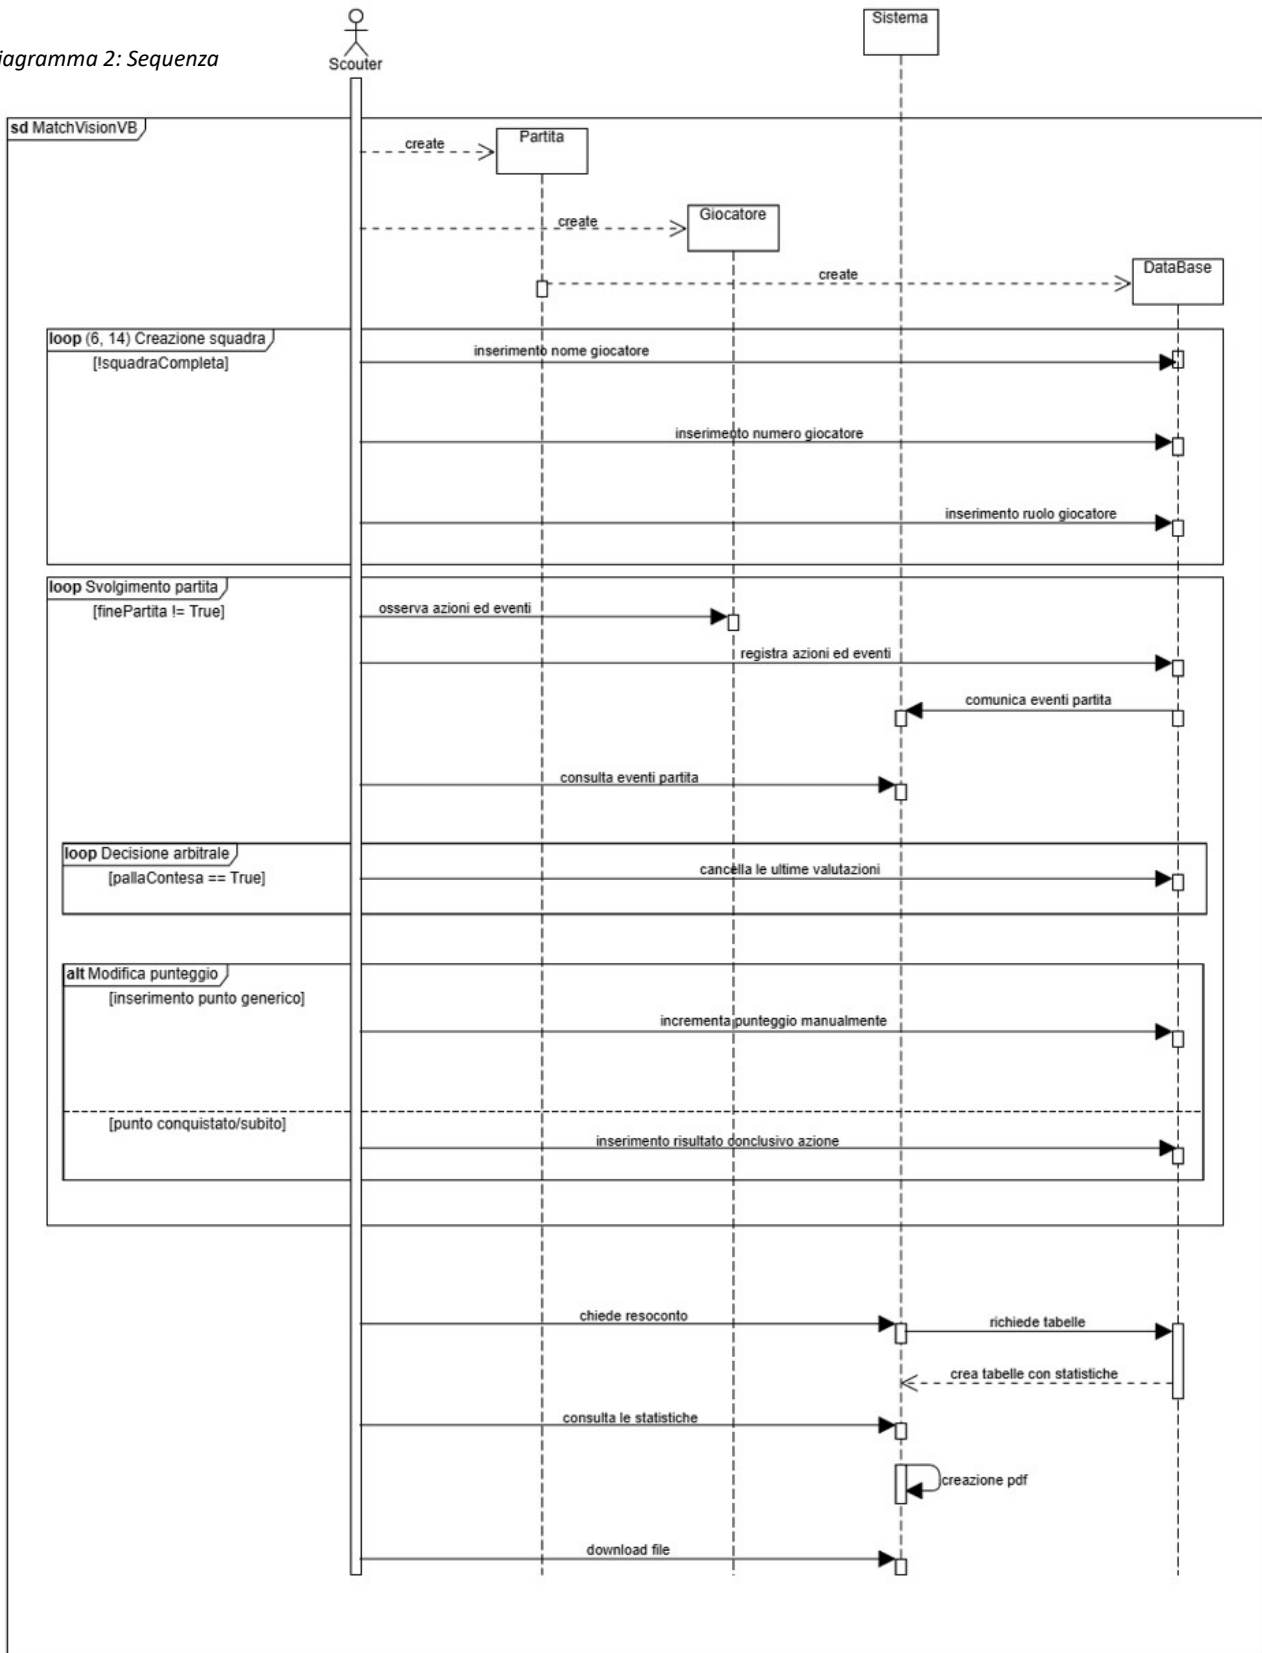 iagramma 2: Sequenza
Scouter
Sistema
sd MatchVisionVB
create
Partita
create
Giocatore
create
DataBase
loop (6, 14) Creazione squadra
[!squadraCompleta]
inserimento nome giocatore
inserimento numero giocatore
inserimento ruolo giocatore
loop Svolgimento partita
[finePartita != True]
osserva azioni ed eventi
registra azioni ed eventi
comunica eventi partita
consulta eventi partita
loop Decisione arbitrale
[pallaContesa == True]
cancella le ultime valutazioni
alt Modifica punteggio
[inserimento punto generico]
incrementa punteggio manualmente
[punto conquistato/subito]
inserimento risultato conclusivo azione
chiede resoconto
richiede tabelle
crea tabelle con statistiche
consulta le statistiche
creazione pdf
download file